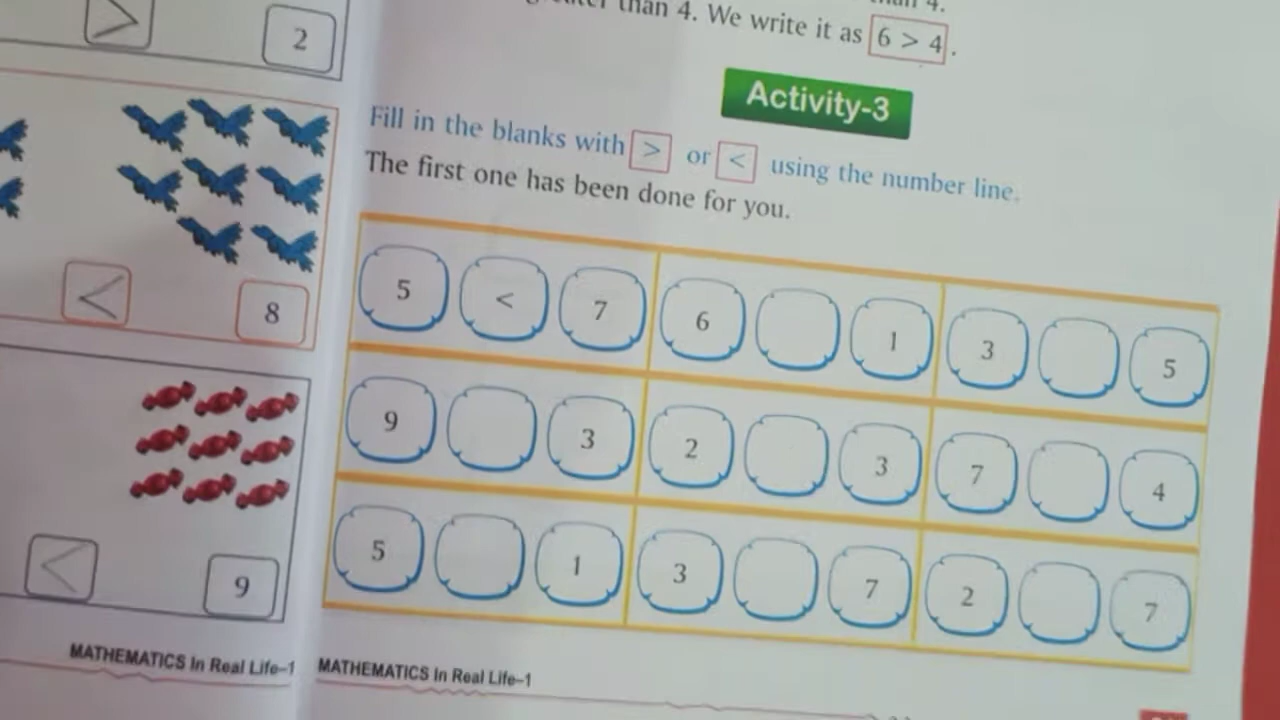 > 2
< 8
< 9
MATHEMATICS In Real Life–1
than 4.
than 4. We write it as 6 > 4.
Activity-3
Fill in the blanks with > or < using the number line.
The first one has been done for you.
5 < 7 6 1 3 5
9 3 2 3 7 4
5 1 3 7 2 7
MATHEMATICS In Real Life–1